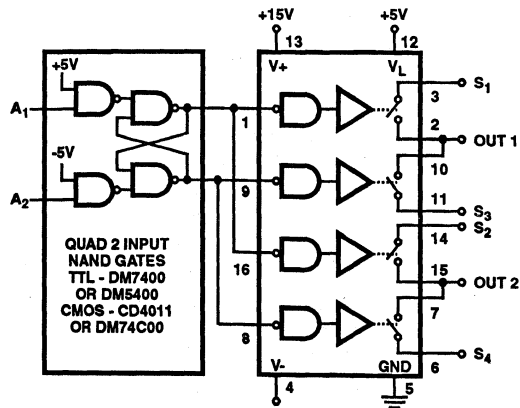 +15V
+5V
13
12
+5V
V+
VL
A1
S1
3
1
2
OUT 1
10
-5V
9
11
S3
A2
S2
14
QUAD 2 INPUT
NAND GATES
TTL - DM7400
OR DM5400
CMOS - CD4011
OR DM74C00
16
15
OUT 2
7
8
V-
GND
6
S4
4
5